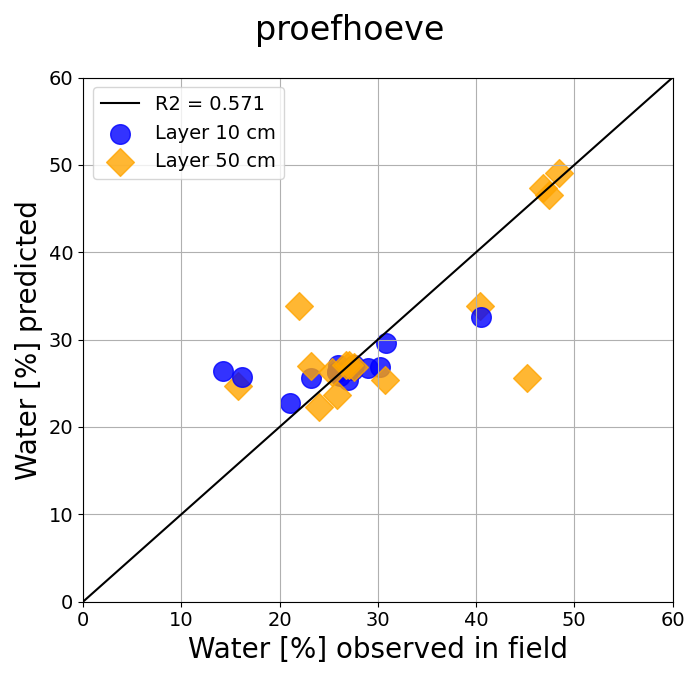 proefhoeve
R2 = 0.571
Layer 10 cm
Layer 50 cm
Water [%] predicted
60
50
40
30
20
10
0
0 10 20 30 40 50 60
Water [%] observed in field